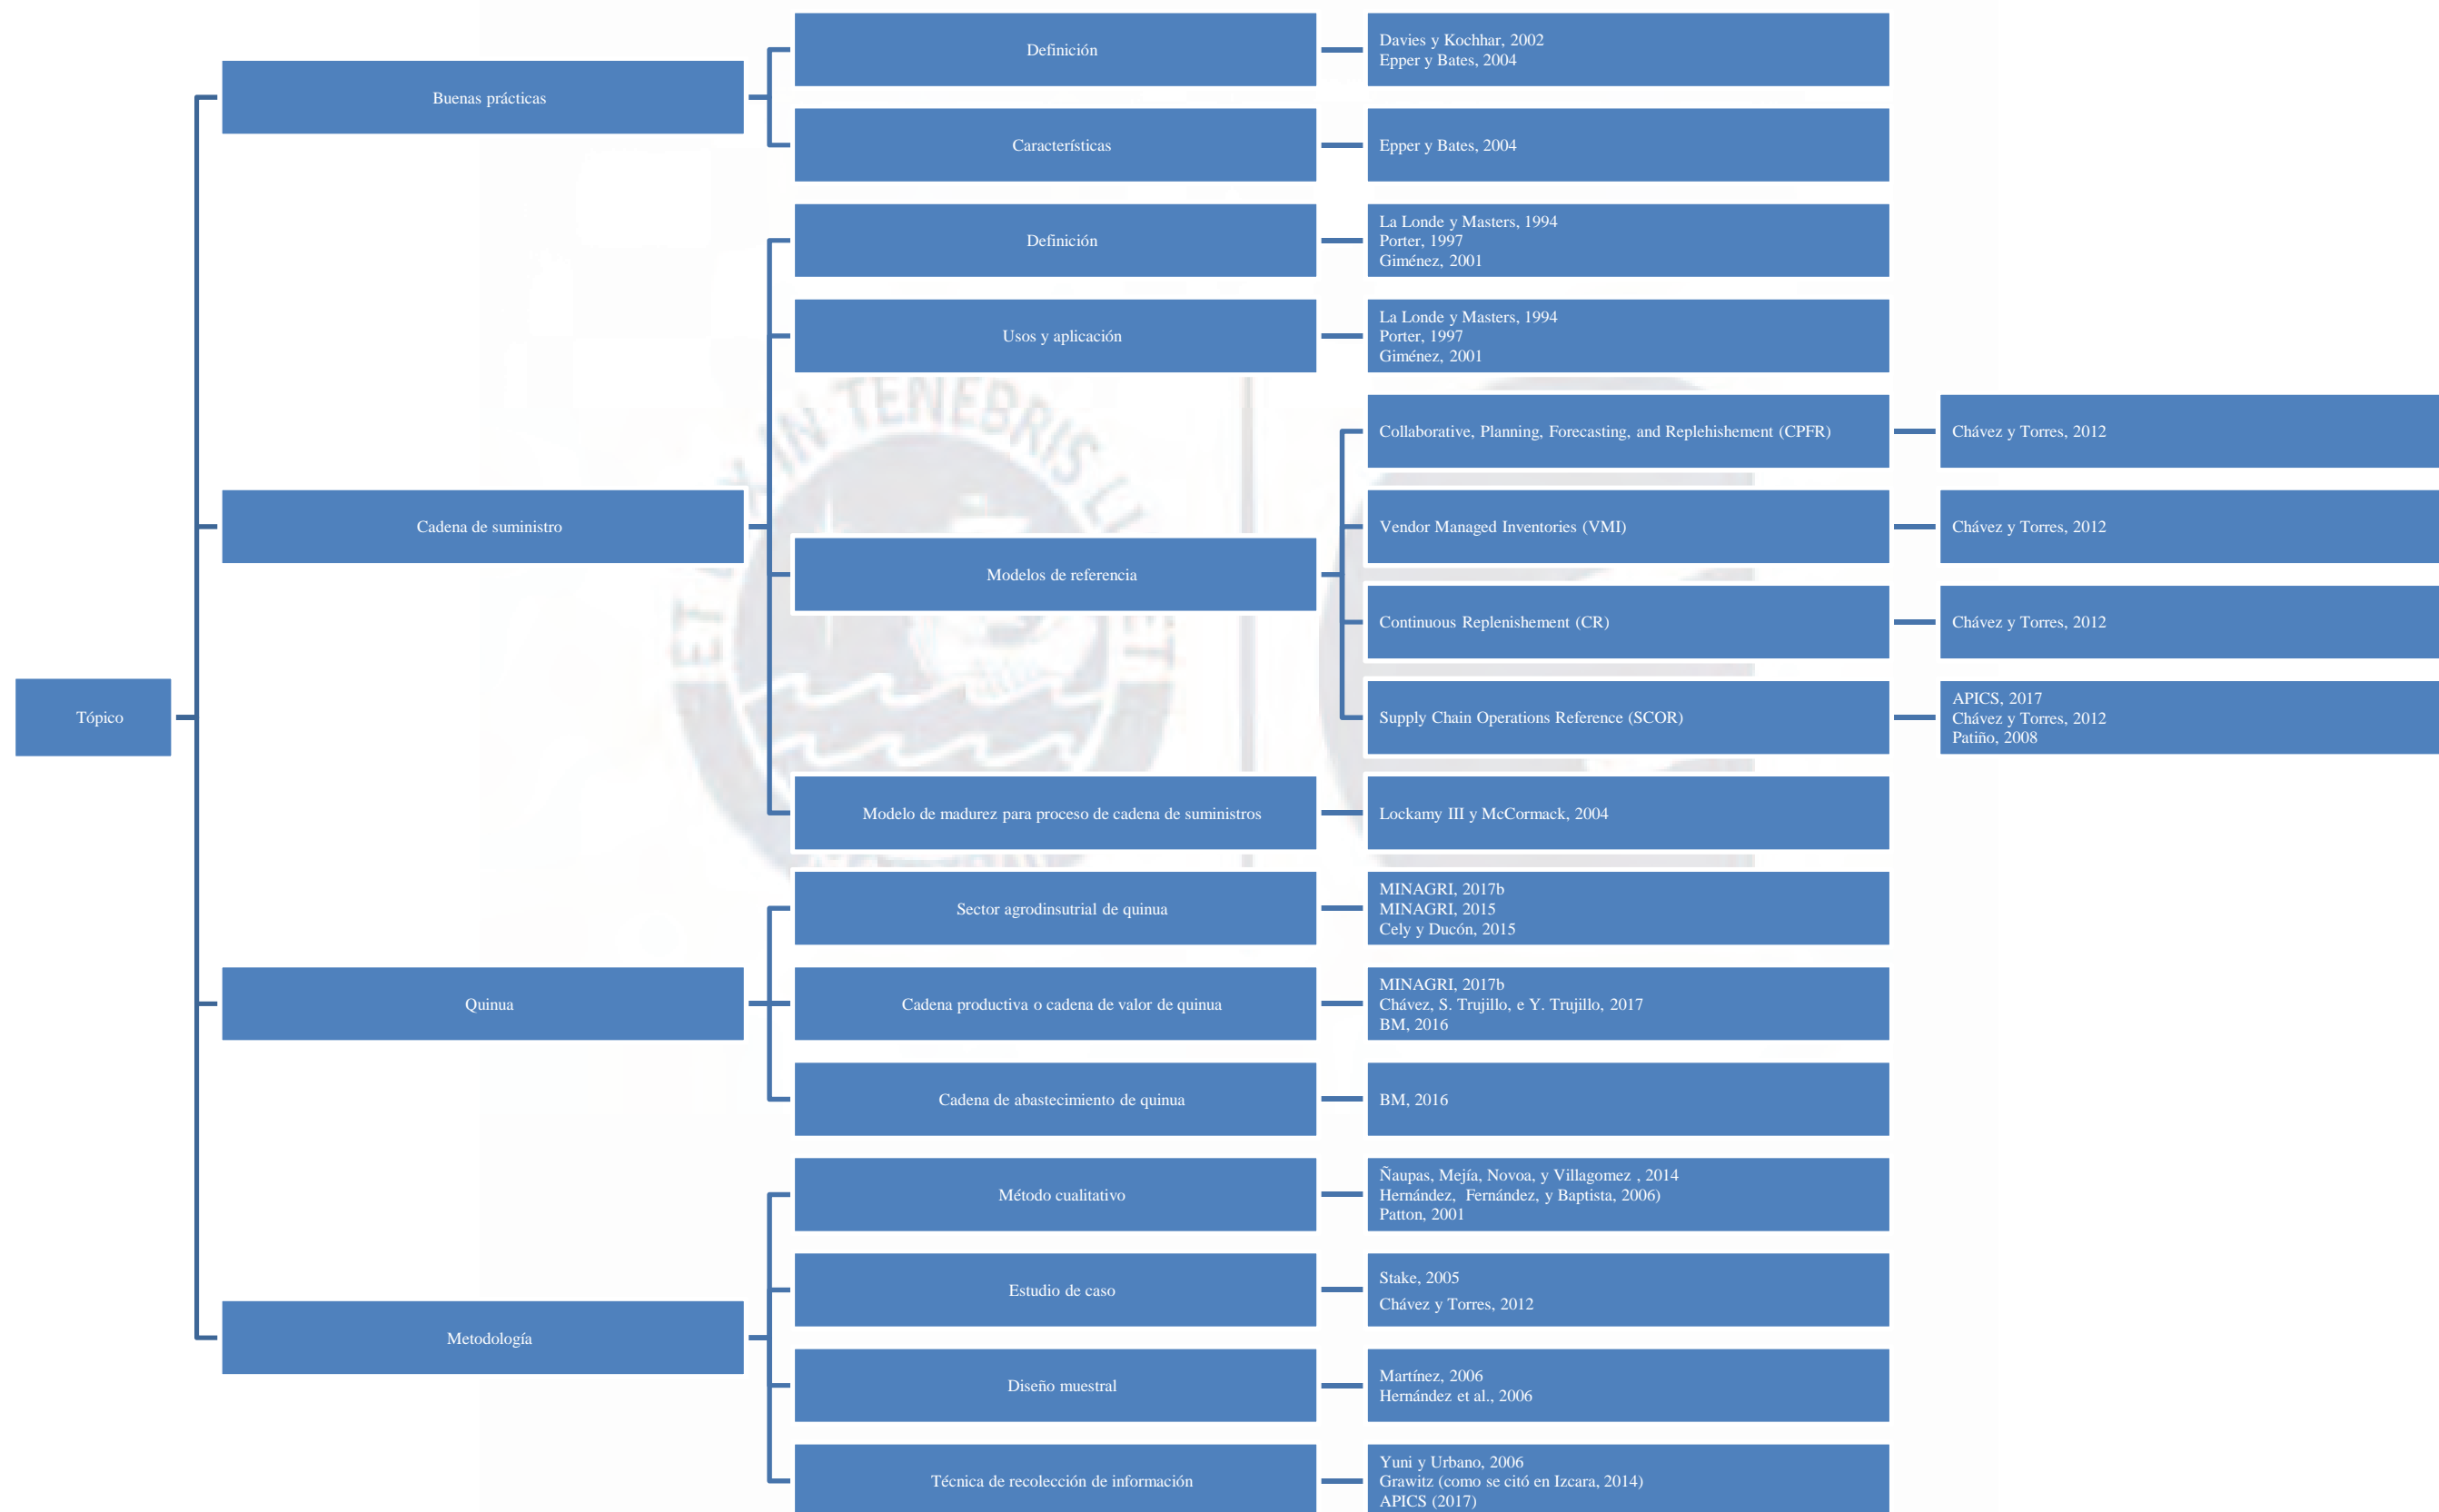 Tópico
Buenas prácticas
Definición
Davies y Kochhar, 2002
Epper y Bates, 2004
Características
Epper y Bates, 2004
Cadena de suministro
Definición
La Londe y Masters, 1994
Porter, 1997
Giménez, 2001
Usos y aplicación
La Londe y Masters, 1994
Porter, 1997
Giménez, 2001
Modelos de referencia
Collaborative, Planning, Forecasting, and Replehishement (CPFR)
Chávez y Torres, 2012
Vendor Managed Inventories (VMI)
Chávez y Torres, 2012
Continuous Replenishement (CR)
Chávez y Torres, 2012
Supply Chain Operations Reference (SCOR)
APICS, 2017
Chávez y Torres, 2012
Patiño, 2008
Modelo de madurez para proceso de cadena de suministros
Lockamy III y McCormack, 2004
Quinua
Sector agrodinsutrial de quinua
MINAGRI, 2017b
MINAGRI, 2015
Cely y Ducón, 2015
Cadena productiva o cadena de valor de quinua
MINAGRI, 2017b
Chávez, S. Trujillo, e Y. Trujillo, 2017
BM, 2016
Cadena de abastecimiento de quinua
BM, 2016
Metodología
Método cualitativo
Ñaupas, Mejía, Novoa, y Villagomez , 2014
Hernández,  Fernández, y Baptista, 2006)
Patton, 2001
Estudio de caso
Stake, 2005
Chávez y Torres, 2012
Diseño muestral
Martínez, 2006
Hernández et al., 2006
Técnica de recolección de información
Yuni y Urbano, 2006
Grawitz (como se citó en Izcara, 2014)
APICS (2017)
ET
IN TENEBRIS